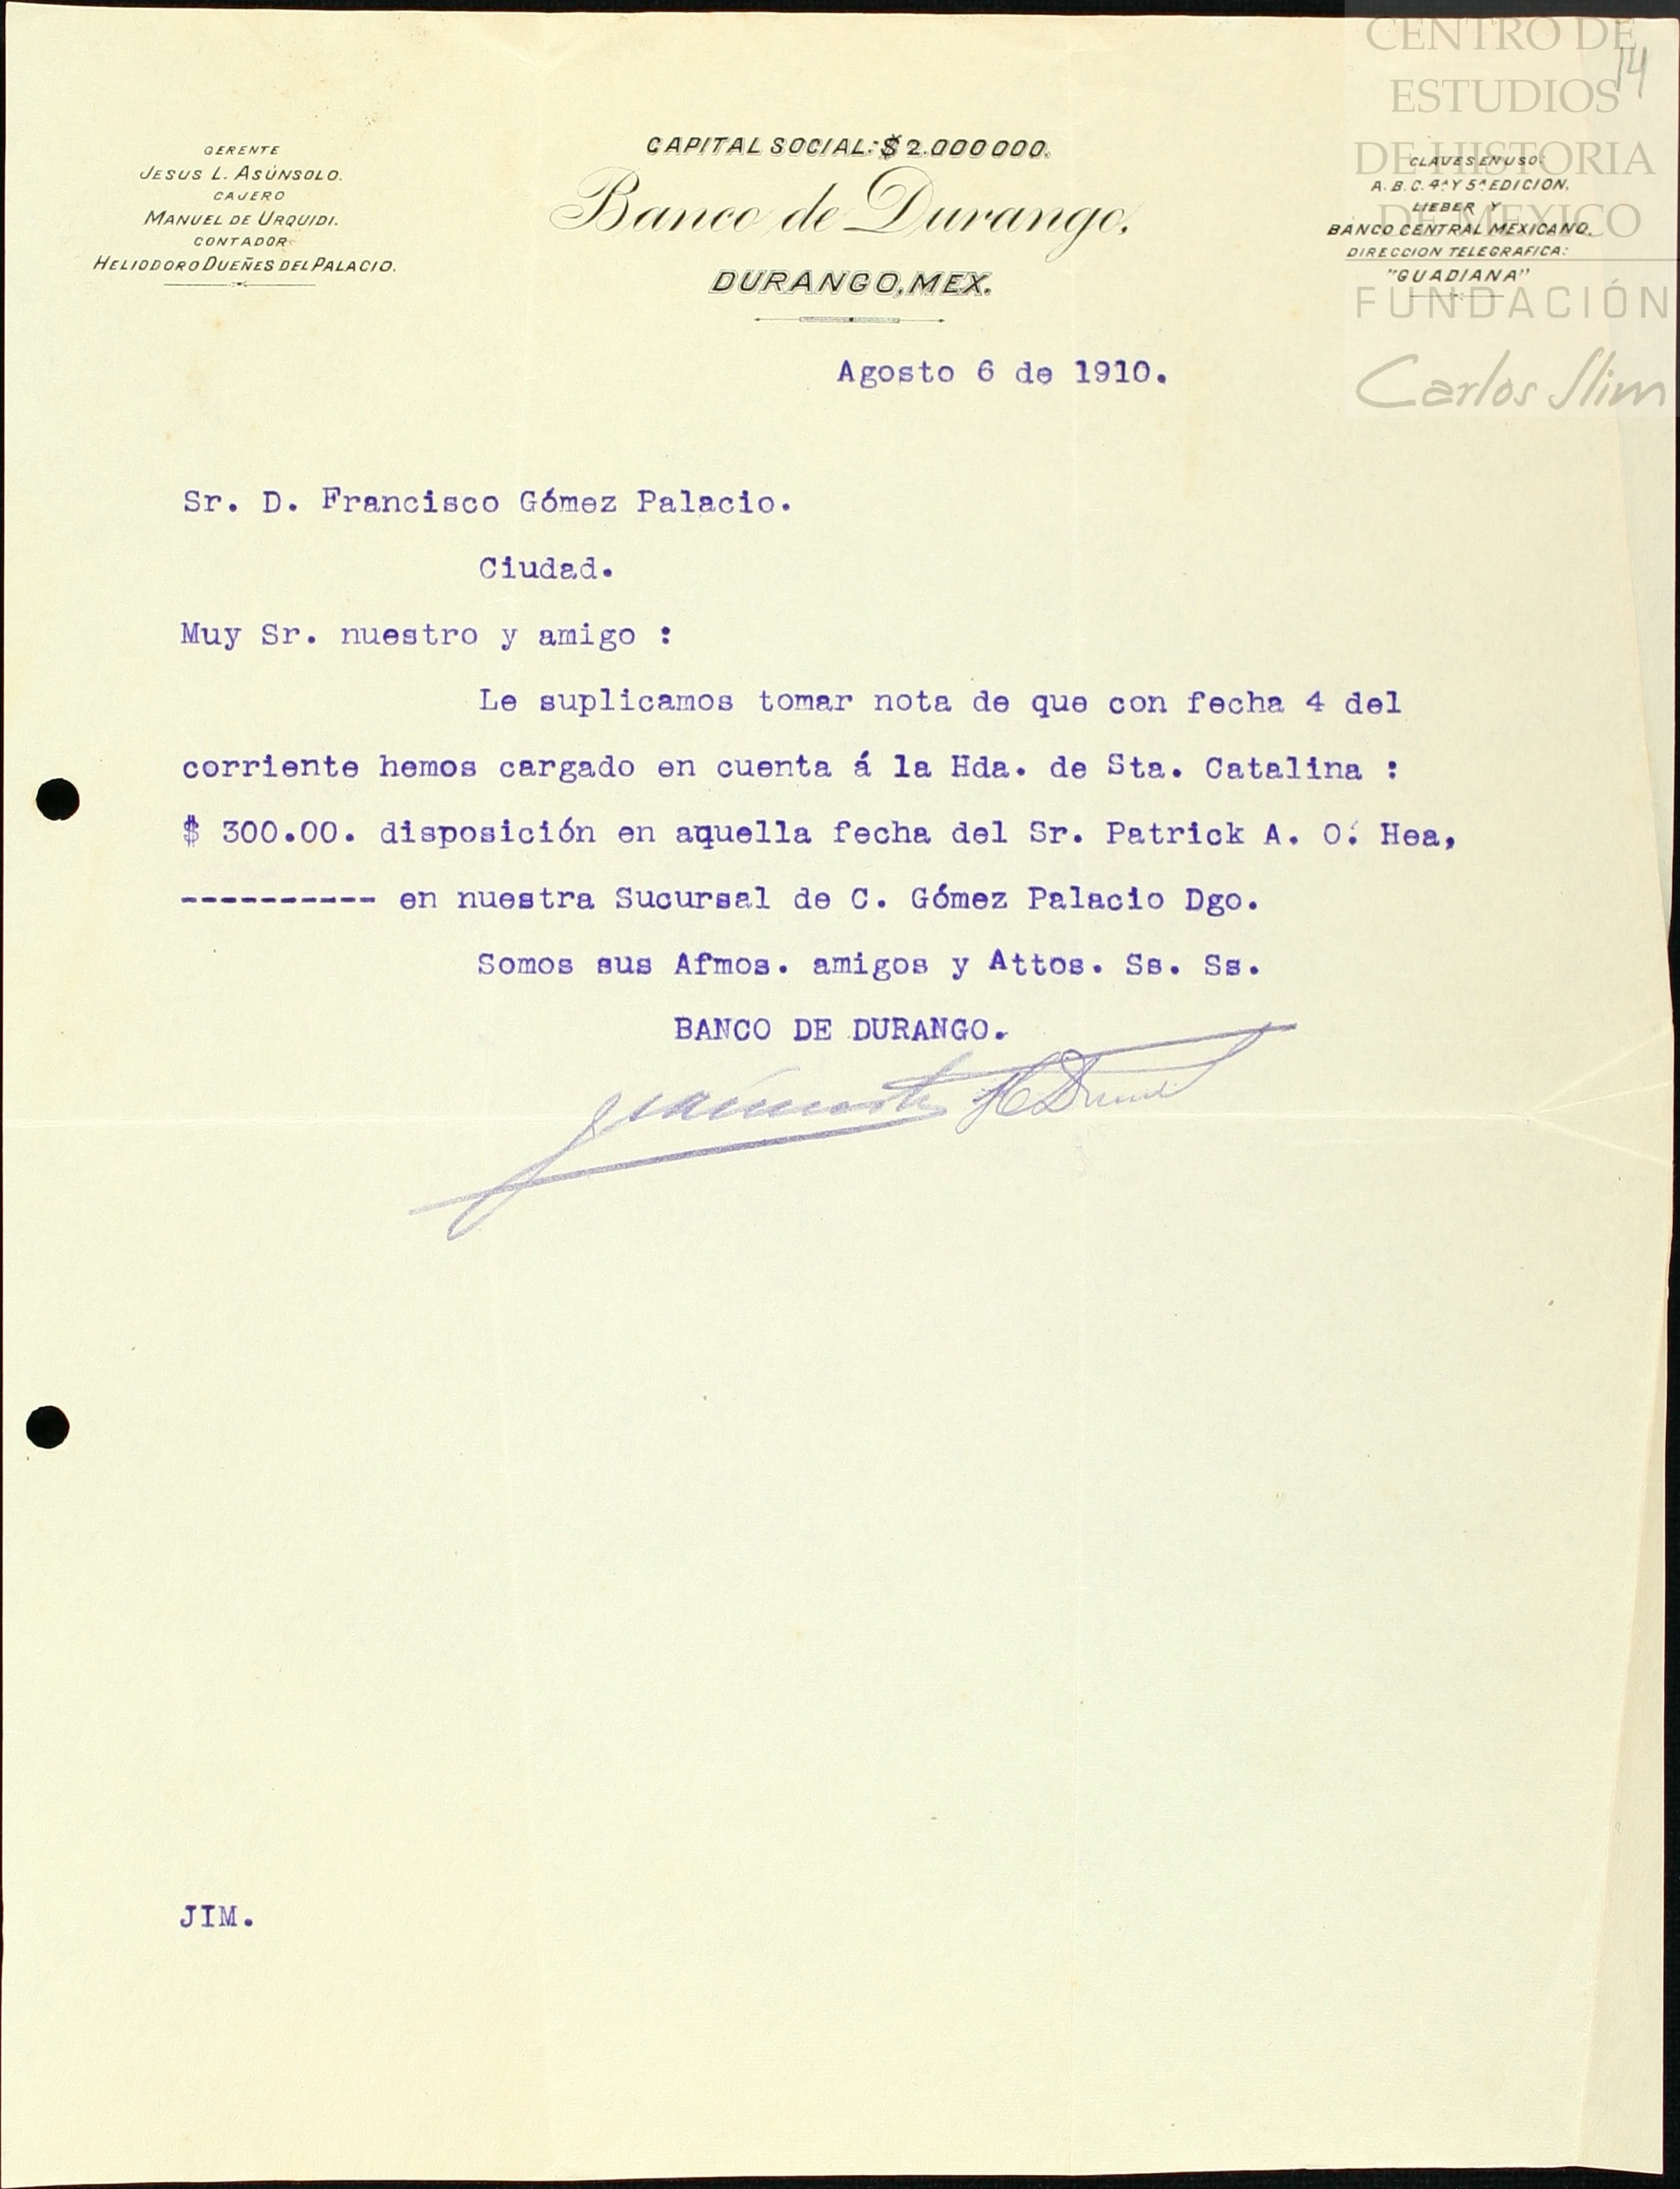 14
GERENTE
JESUS L. ASÚNSOLO.
CAJERO
MANUEL DE URQUIDI.
CONTADOR
HELIODORO DUEÑES DEL PALACIO.
CAPITAL SOCIAL: $ 2.000 000.
Banco de Durango.
DURANGO, MEX.
CLAVES EN USO:
A. B. C. 4ª Y 5ª EDICION,
LIEBER Y
BANCO CENTRAL MEXICANO.
DIRECCION TELEGRAFICA:
"GUADIANA"
CENTRO DE
ESTUDIOS
DE HISTORIA
DE MEXICO
FUNDACIÓN
Carlos Slim
Agosto 6 de 1910.
Sr. D. Francisco Gómez Palacio.
Ciudad.
Muy Sr. nuestro y amigo :
Le suplicamos tomar nota de que con fecha 4 del
corriente hemos cargado en cuenta á la Hda. de Sta. Catalina :
$ 300.00. disposición en aquella fecha del Sr. Patrick A. O.´ Hea,
---------- en nuestra Sucursal de C. Gómez Palacio Dgo.
Somos sus Afmos. amigos y Attos. Ss. Ss.
BANCO DE DURANGO.
JIM.